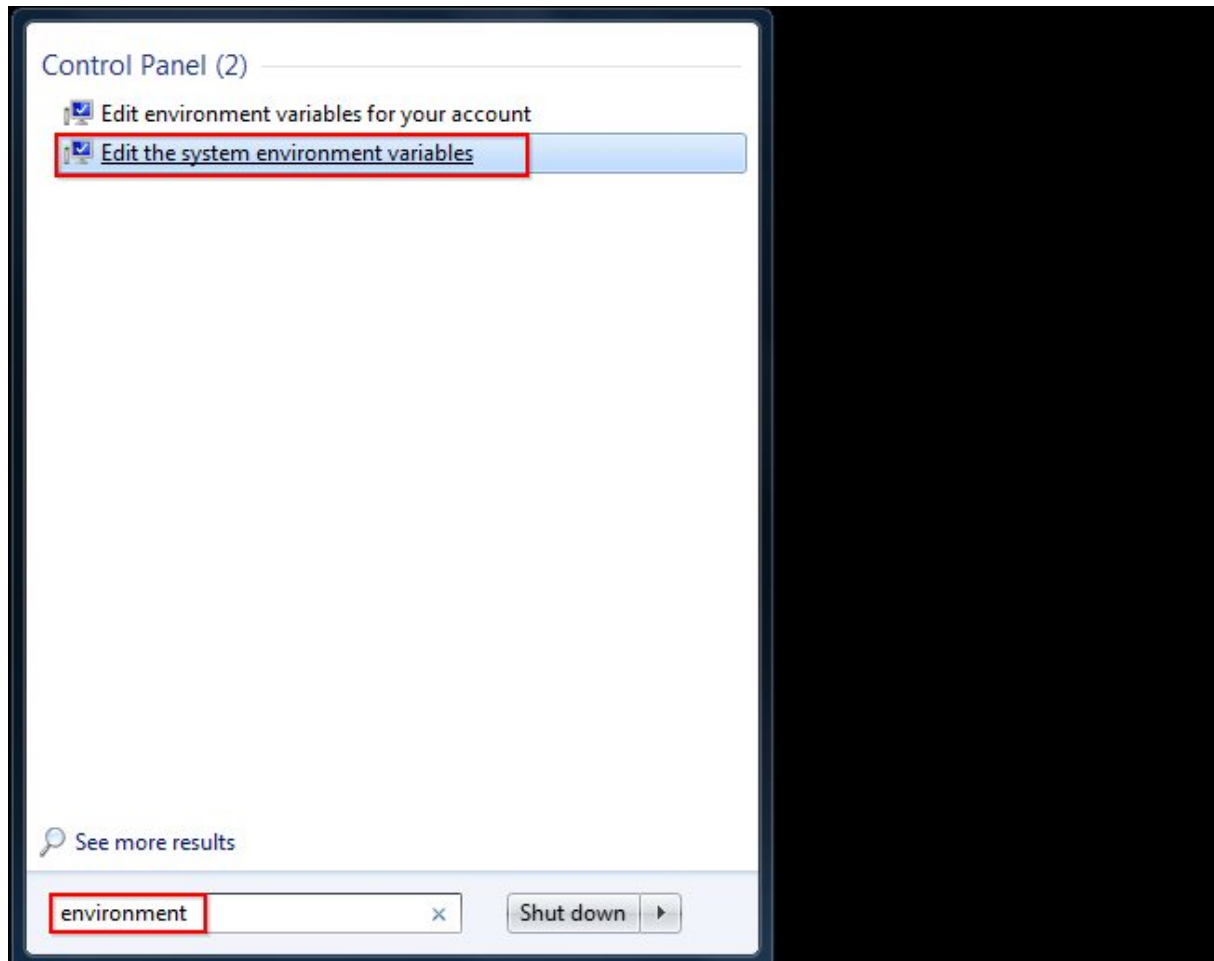 Control Panel (2)
Edit environment variables for your account
Edit the system environment variables
See more results
environment
Shut down